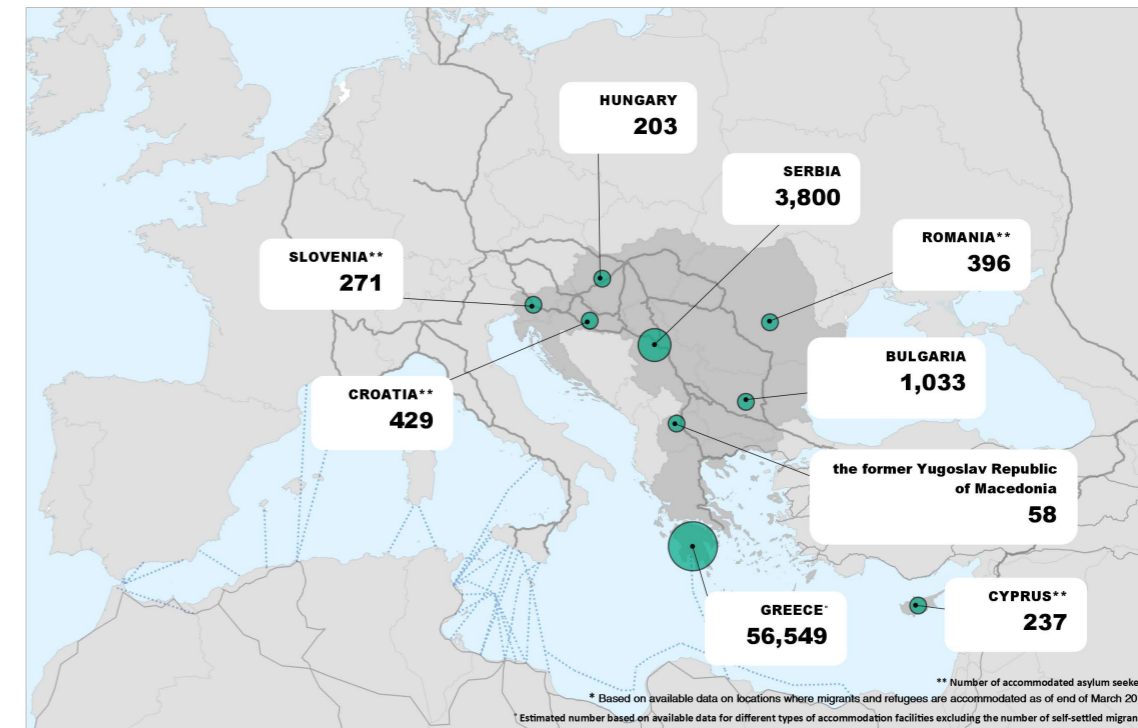 HUNGARY
203
SERBIA
3,800
ROMANIA**
396
SLOVENIA**
271
BULGARIA
1,033
CROATIA**
429
the former Yugoslav Republic
of Macedonia
58
CYPRUS**
237
GREECE*
56,549
** Number of accommodated asylum seeke
* Based on available data on locations where migrants and refugees are accommodated as of end of March 20
* Estimated number based on available data for different types of accommodation facilities excluding the number of self-settled migra